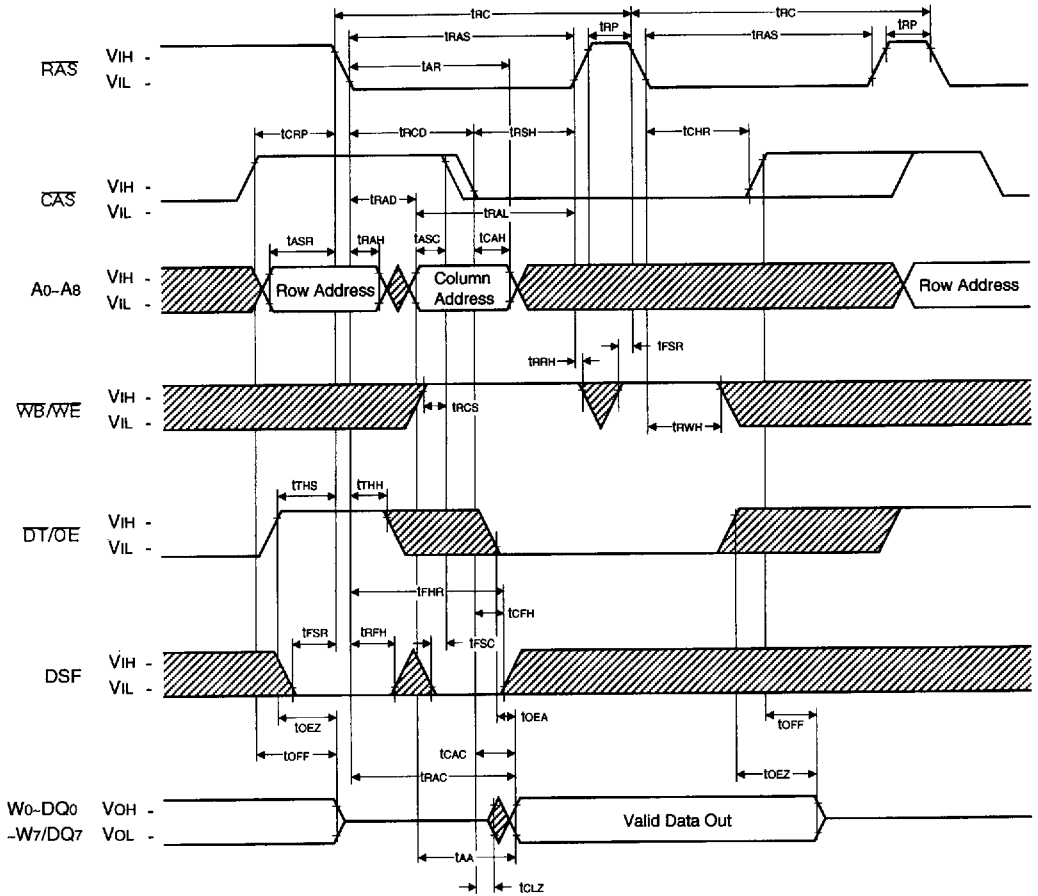 tRC tRC
tRAS tRP tRAS tRP
RAS VIH -
VIL -
tAR
tCRP tRCD tRSH tCHR
CAS VIH -
VIL -
tRAD tRAL
tASR tRAH tASC tCAH
A0~A8 VIH -
VIL -
Row Address Column Address Row Address
tRRH tFSR
WB/WE VIH -
VIL -
tRCS tRWH
tTHS tTHH
DT/OE VIH -
VIL -
tFHR
tCFH
tFSR tRFH tFSC
DSF VIH -
VIL -
tOEZ tOEA tOFF
tOFF tCAC tOEZ
tRAC
W0~DQ0 VOH -
~W7/DQ7 VOL -
Valid Data Out
tAA
tCLZ